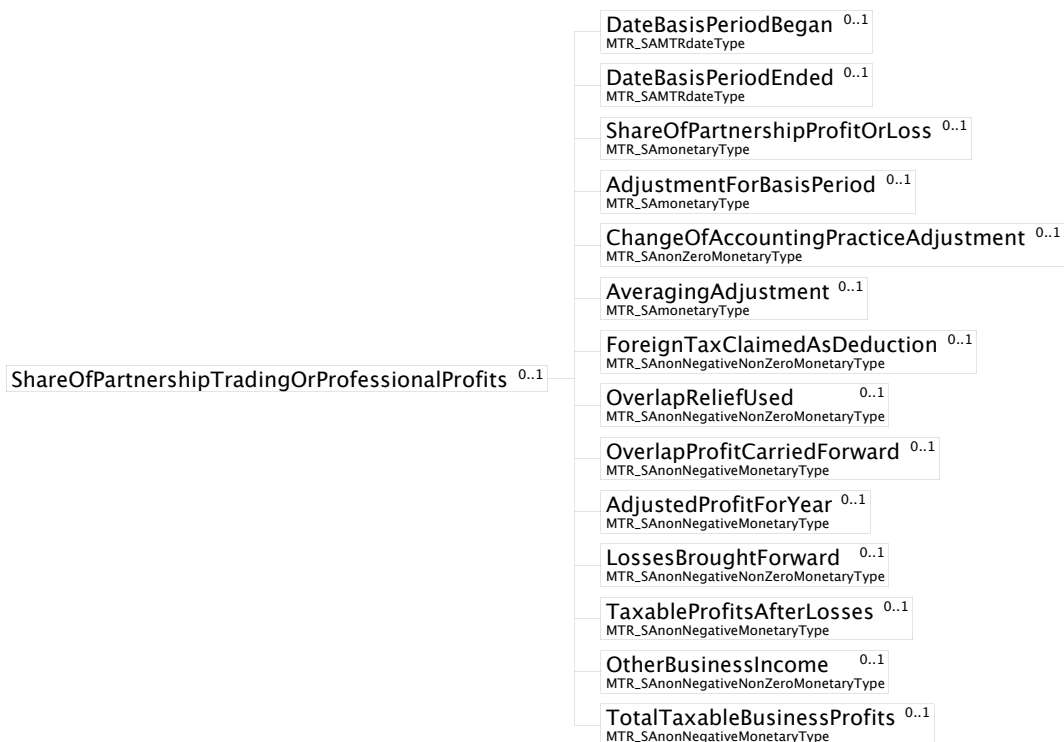 DateBasisPeriodBegan 0..1
MTR_SAMTRdateType
DateBasisPeriodEnded 0..1
MTR_SAMTRdateType
ShareOfPartnershipProfitOrLoss 0..1
MTR_SAmonetaryType
AdjustmentForBasisPeriod 0..1
MTR_SAmonetaryType
ChangeOfAccountingPracticeAdjustment 0..1
MTR_SAnonZeroMonetaryType
AveragingAdjustment 0..1
MTR_SAmonetaryType
ForeignTaxClaimedAsDeduction 0..1
MTR_SAnonNegativeNonZeroMonetaryType
ShareOfPartnershipTradingOrProfessionalProfits 0..1
OverlapReliefUsed 0..1
MTR_SAnonNegativeNonZeroMonetaryType
OverlapProfitCarriedForward 0..1
MTR_SAnonNegativeMonetaryType
AdjustedProfitForYear 0..1
MTR_SAnonNegativeMonetaryType
LossesBroughtForward 0..1
MTR_SAnonNegativeNonZeroMonetaryType
TaxableProfitsAfterLosses 0..1
MTR_SAnonNegativeMonetaryType
OtherBusinessIncome 0..1
MTR_SAnonNegativeNonZeroMonetaryType
TotalTaxableBusinessProfits 0..1
MTR_SAnonNegativeMonetaryType